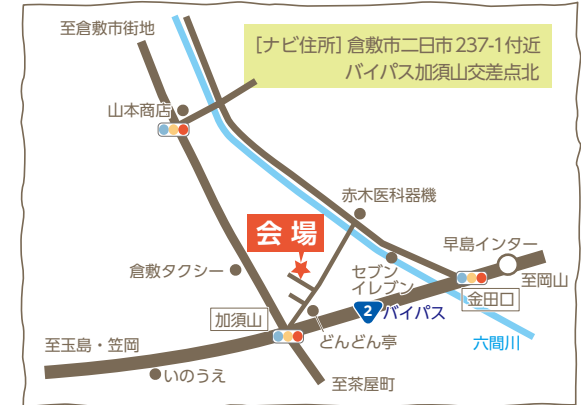 至倉敷市街地
[ナビ住所] 倉敷市二日市 237-1 付近
バイパス加須山交差点北
山本商店
赤木医科器機
会場
早島インター
倉敷タクシー
セブン
イレブン
至岡山
金田口
2 バイパス
加須山
どんどん亭
六間川
至玉島・笠岡
いのうえ
至茶屋町